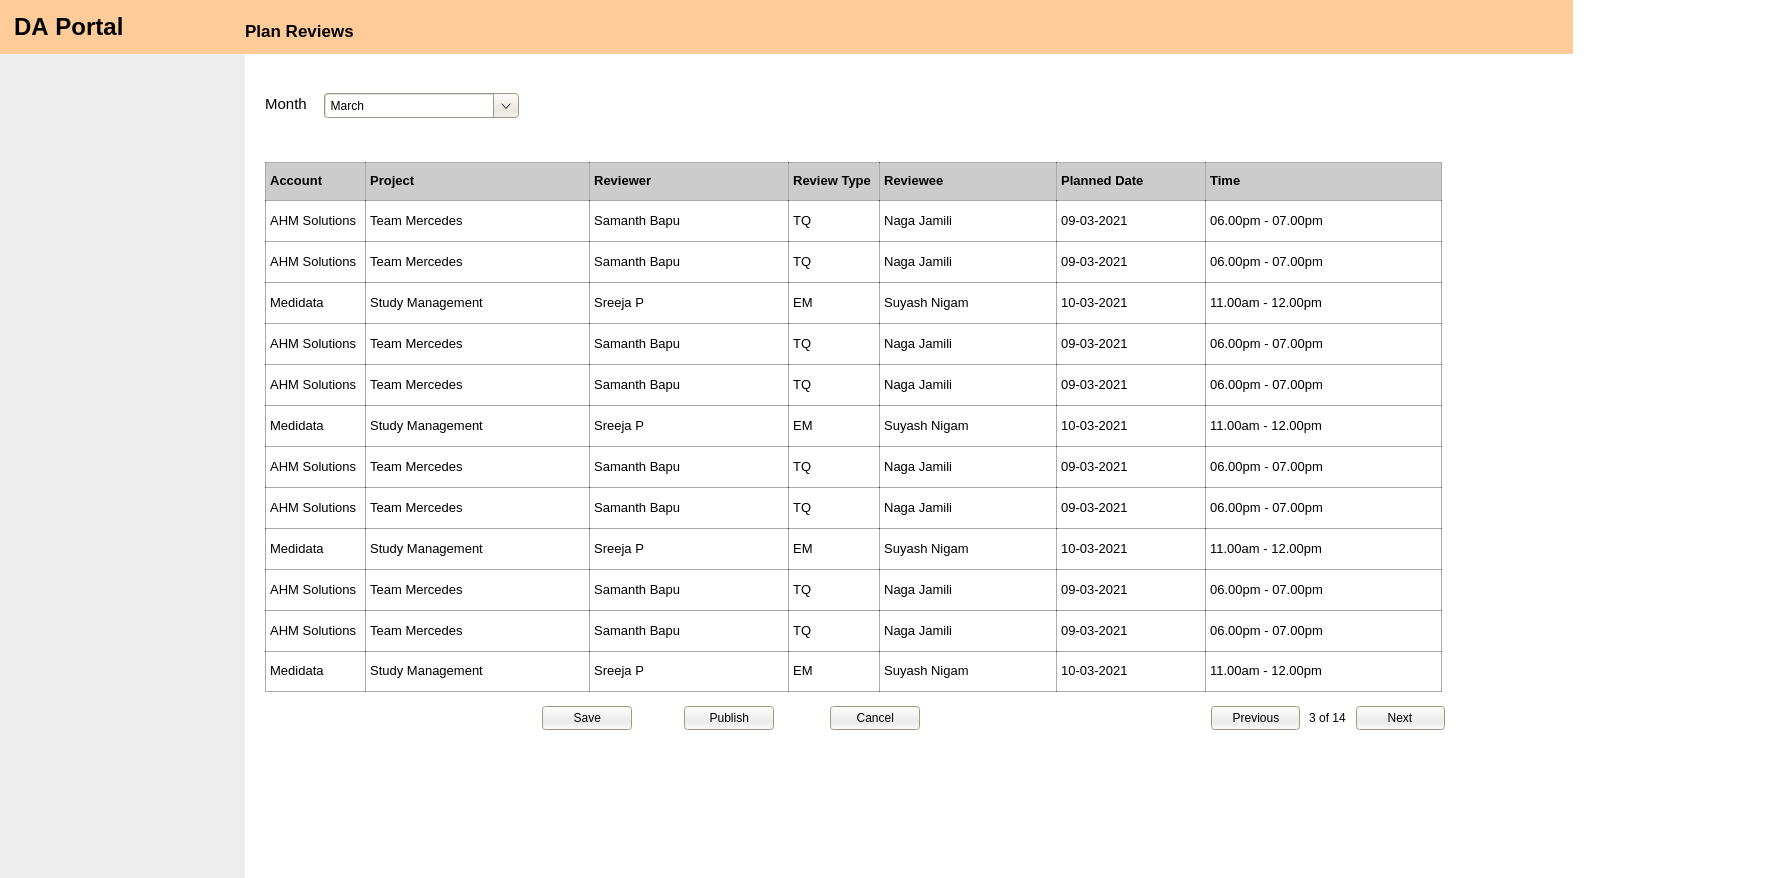 DA Portal
Plan Reviews
Month March
Account Project Reviewer Review Type Reviewee Planned Date Time
AHM Solutions Team Mercedes Samanth Bapu TQ Naga Jamili 09-03-2021 06.00pm - 07.00pm
AHM Solutions Team Mercedes Samanth Bapu TQ Naga Jamili 09-03-2021 06.00pm - 07.00pm
Medidata Study Management Sreeja P EM Suyash Nigam 10-03-2021 11.00am - 12.00pm
AHM Solutions Team Mercedes Samanth Bapu TQ Naga Jamili 09-03-2021 06.00pm - 07.00pm
AHM Solutions Team Mercedes Samanth Bapu TQ Naga Jamili 09-03-2021 06.00pm - 07.00pm
Medidata Study Management Sreeja P EM Suyash Nigam 10-03-2021 11.00am - 12.00pm
AHM Solutions Team Mercedes Samanth Bapu TQ Naga Jamili 09-03-2021 06.00pm - 07.00pm
AHM Solutions Team Mercedes Samanth Bapu TQ Naga Jamili 09-03-2021 06.00pm - 07.00pm
Medidata Study Management Sreeja P EM Suyash Nigam 10-03-2021 11.00am - 12.00pm
AHM Solutions Team Mercedes Samanth Bapu TQ Naga Jamili 09-03-2021 06.00pm - 07.00pm
AHM Solutions Team Mercedes Samanth Bapu TQ Naga Jamili 09-03-2021 06.00pm - 07.00pm
Medidata Study Management Sreeja P EM Suyash Nigam 10-03-2021 11.00am - 12.00pm
Save Publish Cancel Previous 3 of 14 Next